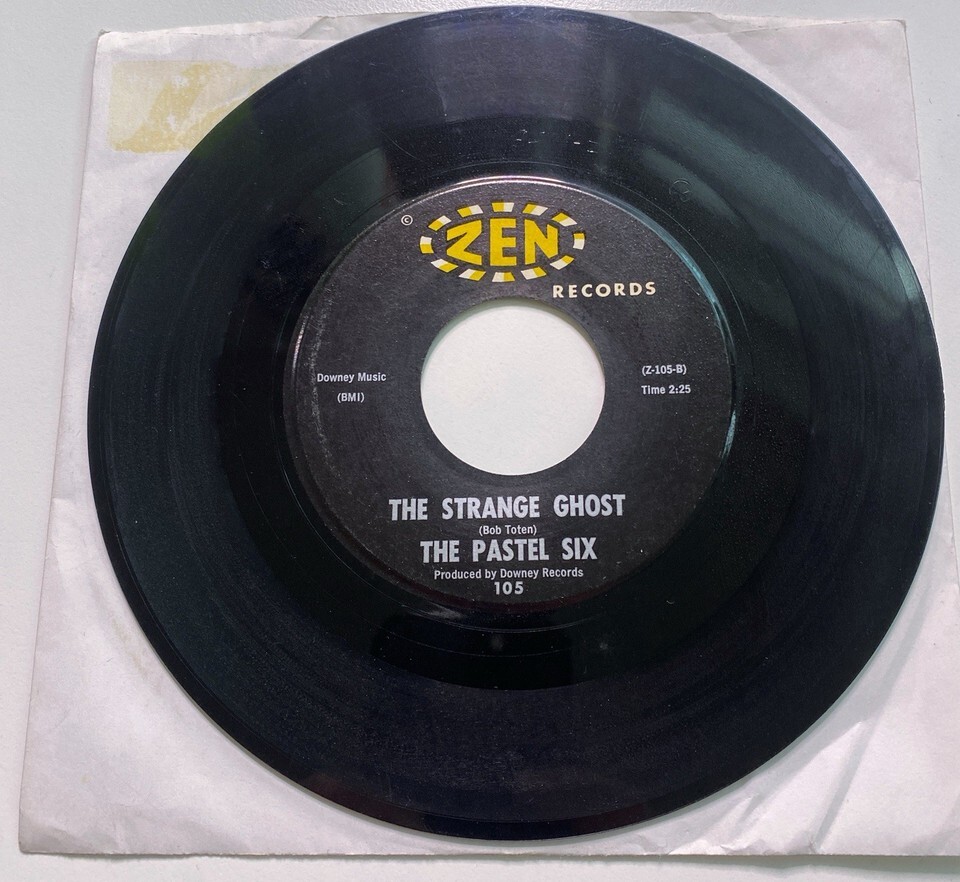 ©
ZEN
RECORDS
Downey Music
(BMI)
(Z-105-B)
Time 2:25
THE STRANGE GHOST
(Bob Toten)
THE PASTEL SIX
Produced by Downey Records
105